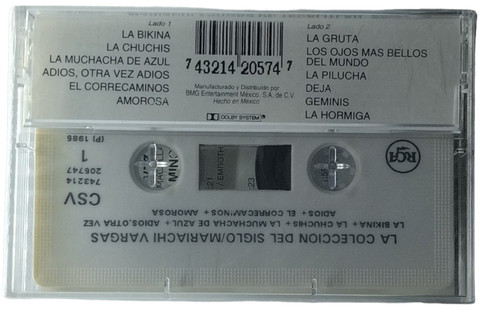 Lado 1
LA BIKINA
LA CHUCHIS
LA MUCHACHA DE AZUL
ADIOS, OTRA VEZ ADIOS
EL CORRECAMINOS
AMOROSA
7 43214 20574 7
Manufacturado y Distribuido por
BMG Entertainment México, S.A. de C.V.
Hecho en México
DOLBY SYSTEM
Lado 2
LA GRUTA
LOS OJOS MAS BELLOS
DEL MUNDO
LA PILUCHA
DEJA
GEMINIS
LA HORMIGA
LA COLECCION DEL SIGLO/MARIACHI VARGAS
LA BIKINA + LA CHUCHIS + LA MUCHACHA DE AZUL + ADIOS, OTRA VEZ
ADIOS + EL CORRECAMINOS + AMOROSA
CSV
743214
205747
1
(P) 1985
RCA